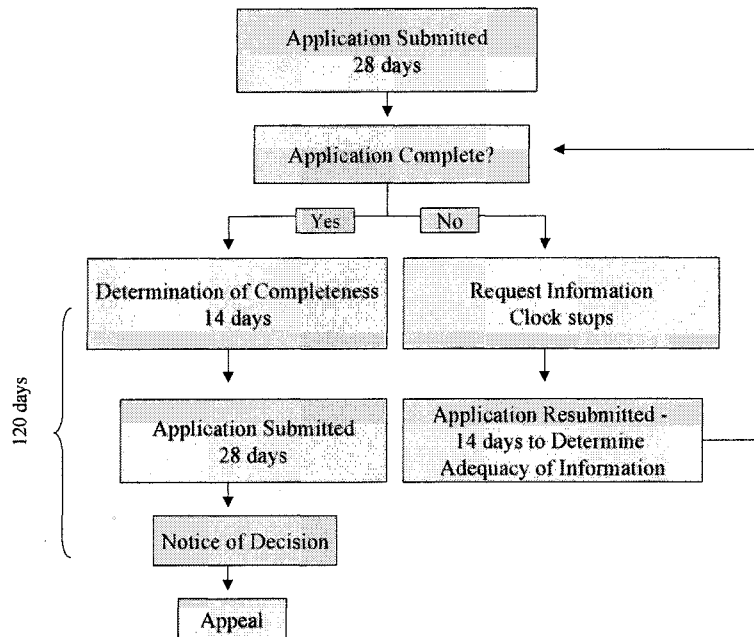 Application Submitted
28 days
Application Complete?
Yes
No
Determination of Completeness
14 days
Request Information
Clock stops
120 days
Application Submitted
28 days
Application Resubmitted -
14 days to Determine
Adequacy of Information
Notice of Decision
Appeal